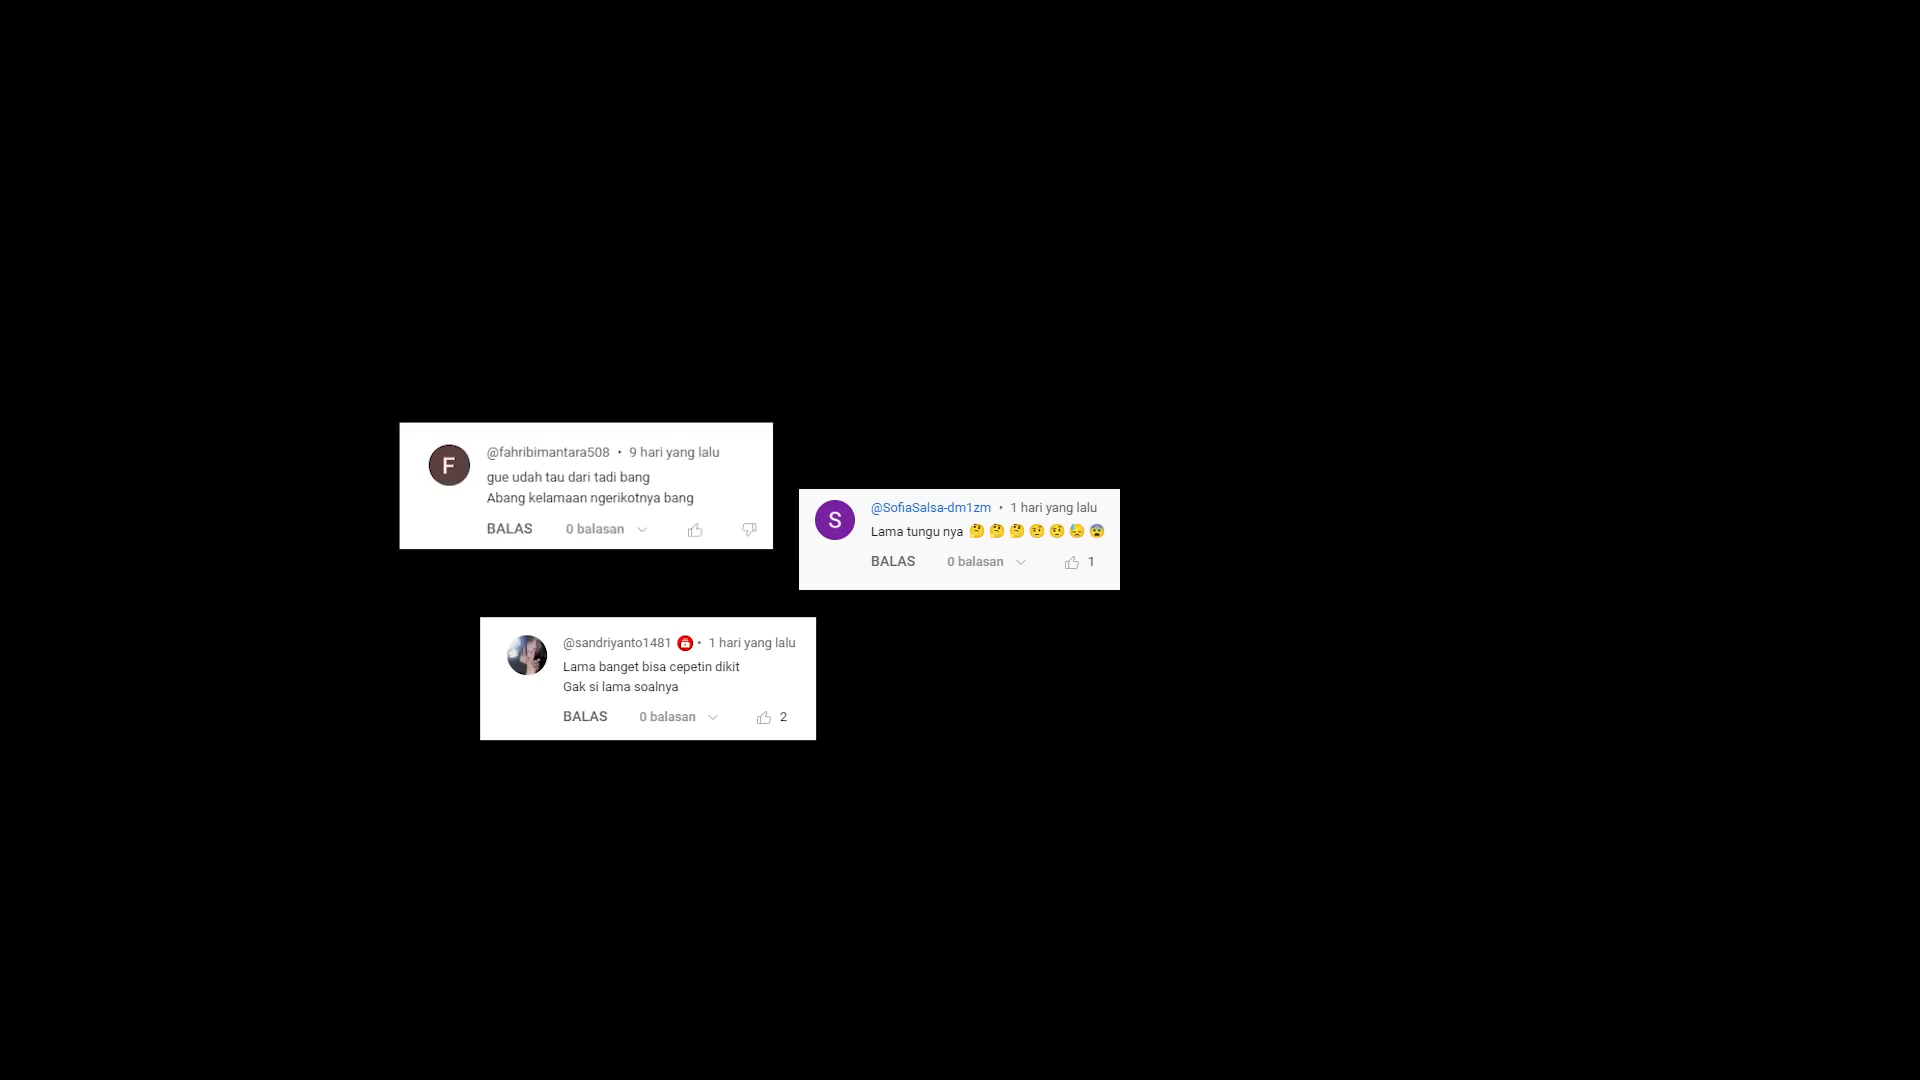 F
@fahribimantara508 • 9 hari yang lalu
gue udah tau dari tadi bang
Abang kelamaan ngerikotnya bang
BALAS 0 balasan
S
@SofiaSalsa-dm1zm • 1 hari yang lalu
Lama tungu nya 🤔🤔🤔🤨🤨😓😨
BALAS 0 balasan 1
@sandriyanto1481 • 1 hari yang lalu
Lama banget bisa cepetin dikit
Gak si lama soalnya
BALAS 0 balasan 2